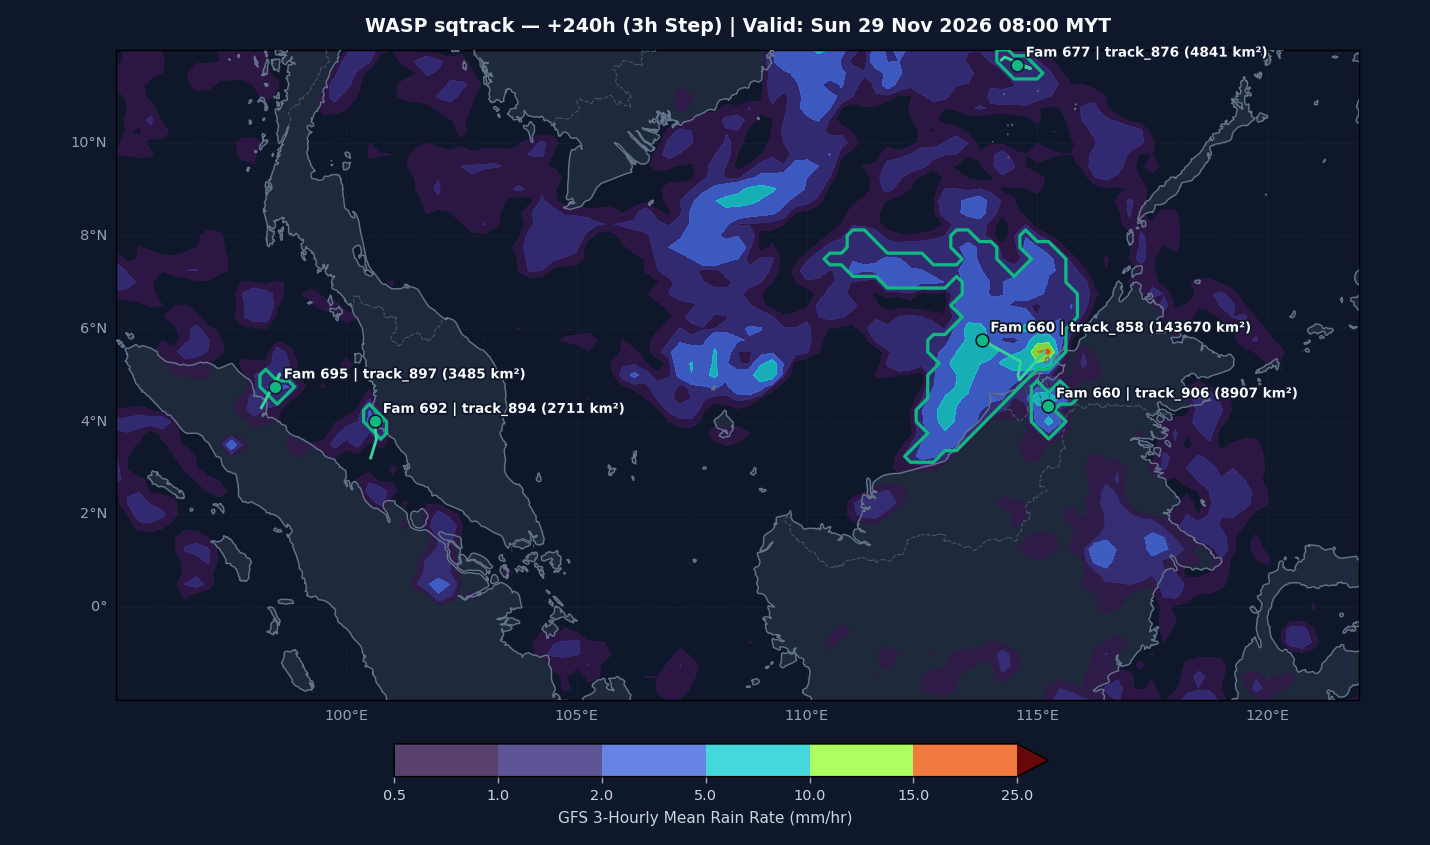 WASP sqtrack — +240h (3h Step) | Valid: Sun 29 Nov 2026 08:00 MYT
Fam 677 | track_876 (4841 km²)
10°N
8°N
6°N
Fam 660 | track_858 (143670 km²)
Fam 695 | track_897 (3485 km²)
Fam 660 | track_906 (8907 km²)
Fam 692 | track_894 (2711 km²)
4°N
2°N
0°
100°E 105°E 110°E 115°E 120°E
0.5 1.0 2.0 5.0 10.0 15.0 25.0
GFS 3-Hourly Mean Rain Rate (mm/hr)